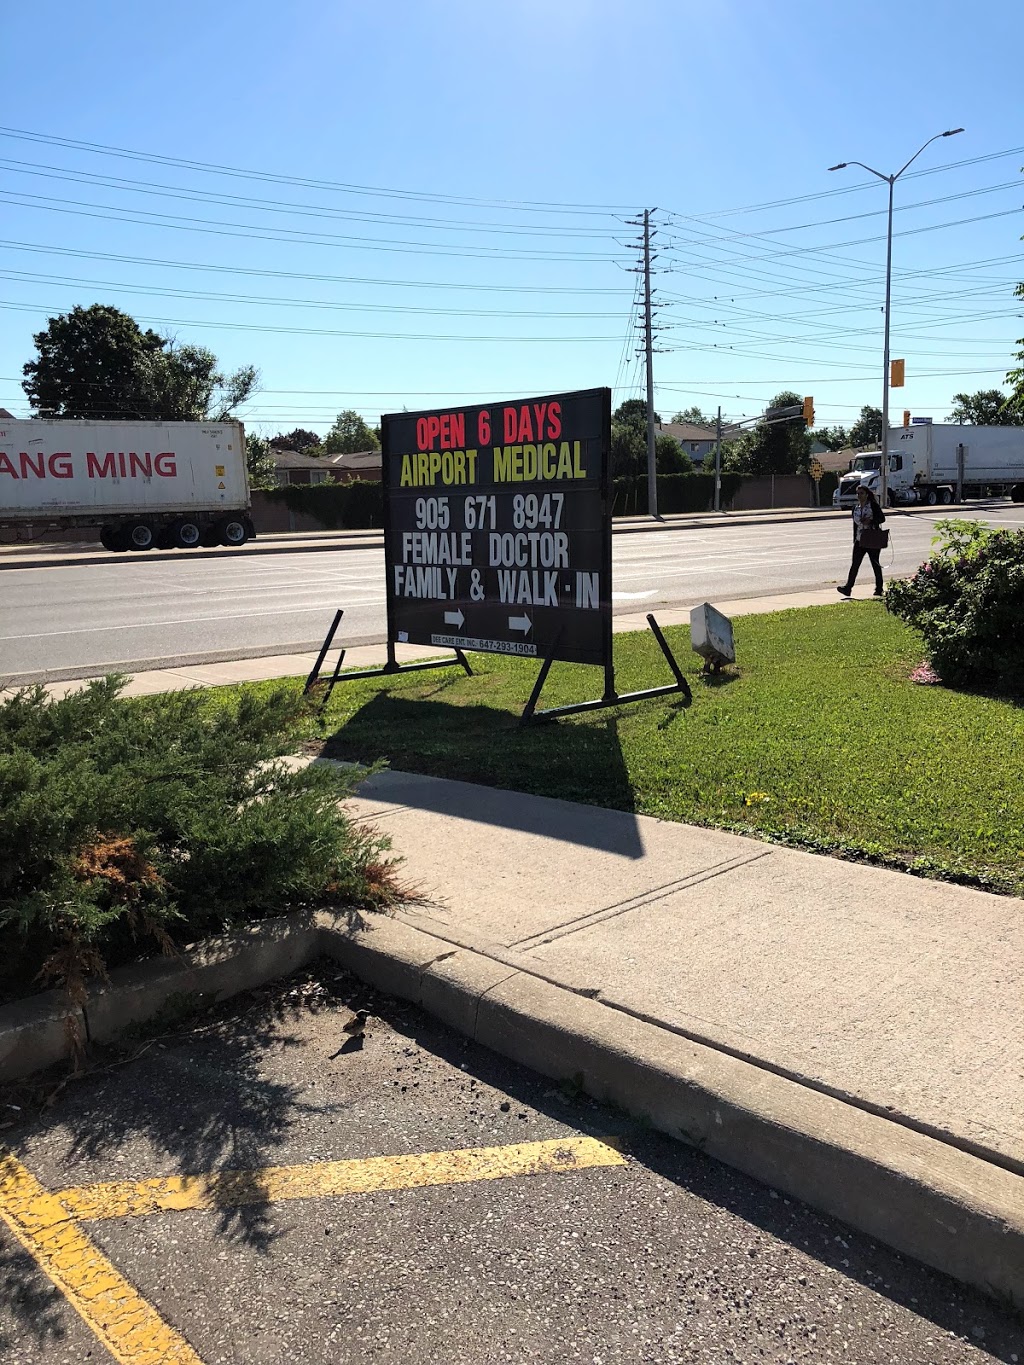 OPEN 6 DAYS
AIRPORT MEDICAL
905 671 8947
FEMALE DOCTOR
FAMILY & WALK-IN
647-293-1904
ANG MING
ATS